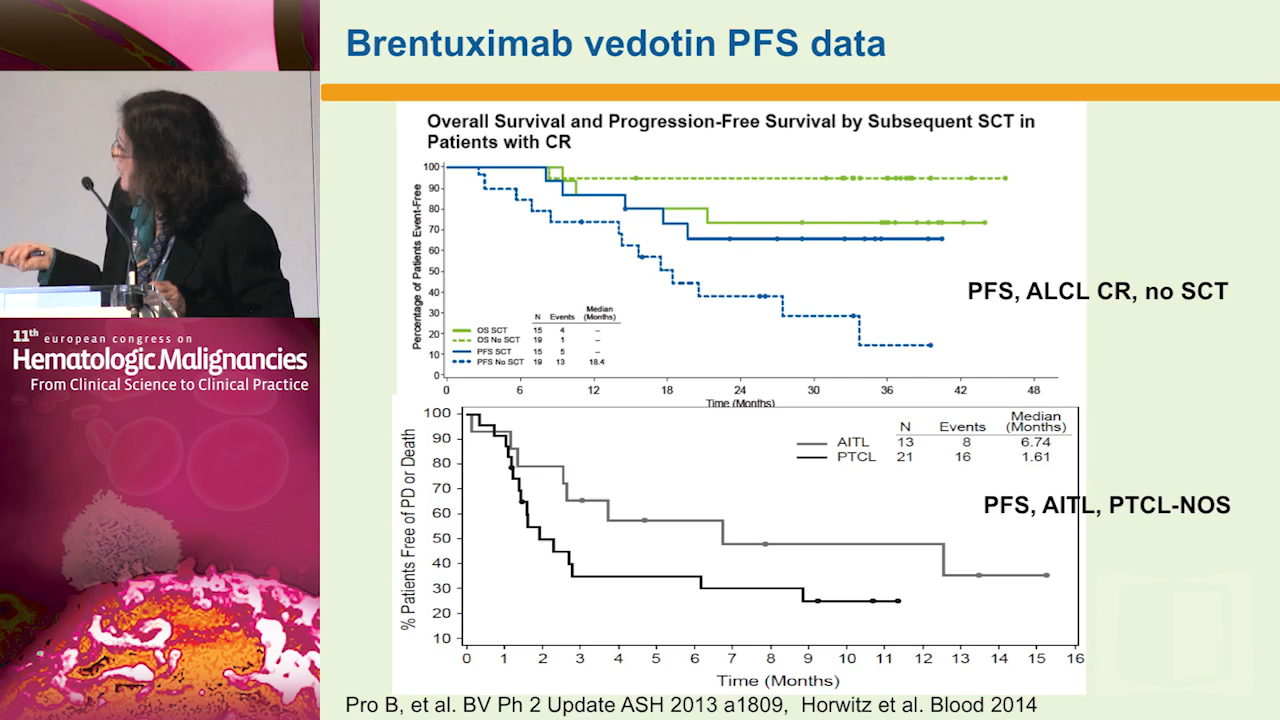 Brentuximab vedotin PFS data
Overall Survival and Progression-Free Survival by Subsequent SCT in
Patients with CR
Percentage of Patients Event-Free
100
90
80
70
60
50
40
30
20
10
0
N Events Median (Months)
OS SCT 15 4 –
OS No SCT 19 1 –
PFS SCT 15 5 –
PFS No SCT 19 13 18.4
0 6 12 18 24 30 36 42 48
Time (Months)
PFS, ALCL CR, no SCT
% Patients Free of PD or Death
100
90
80
70
60
50
40
30
20
10
N Events Median (Months)
AITL 13 8 6.74
PTCL 21 16 1.61
0 1 2 3 4 5 6 7 8 9 10 11 12 13 14 15 16
Time (Months)
PFS, AITL, PTCL-NOS
Pro B, et al. BV Ph 2 Update ASH 2013 a1809, Horwitz et al. Blood 2014
11th european congress on
Hematologic Malignancies
From Clinical Science to Clinical Practice